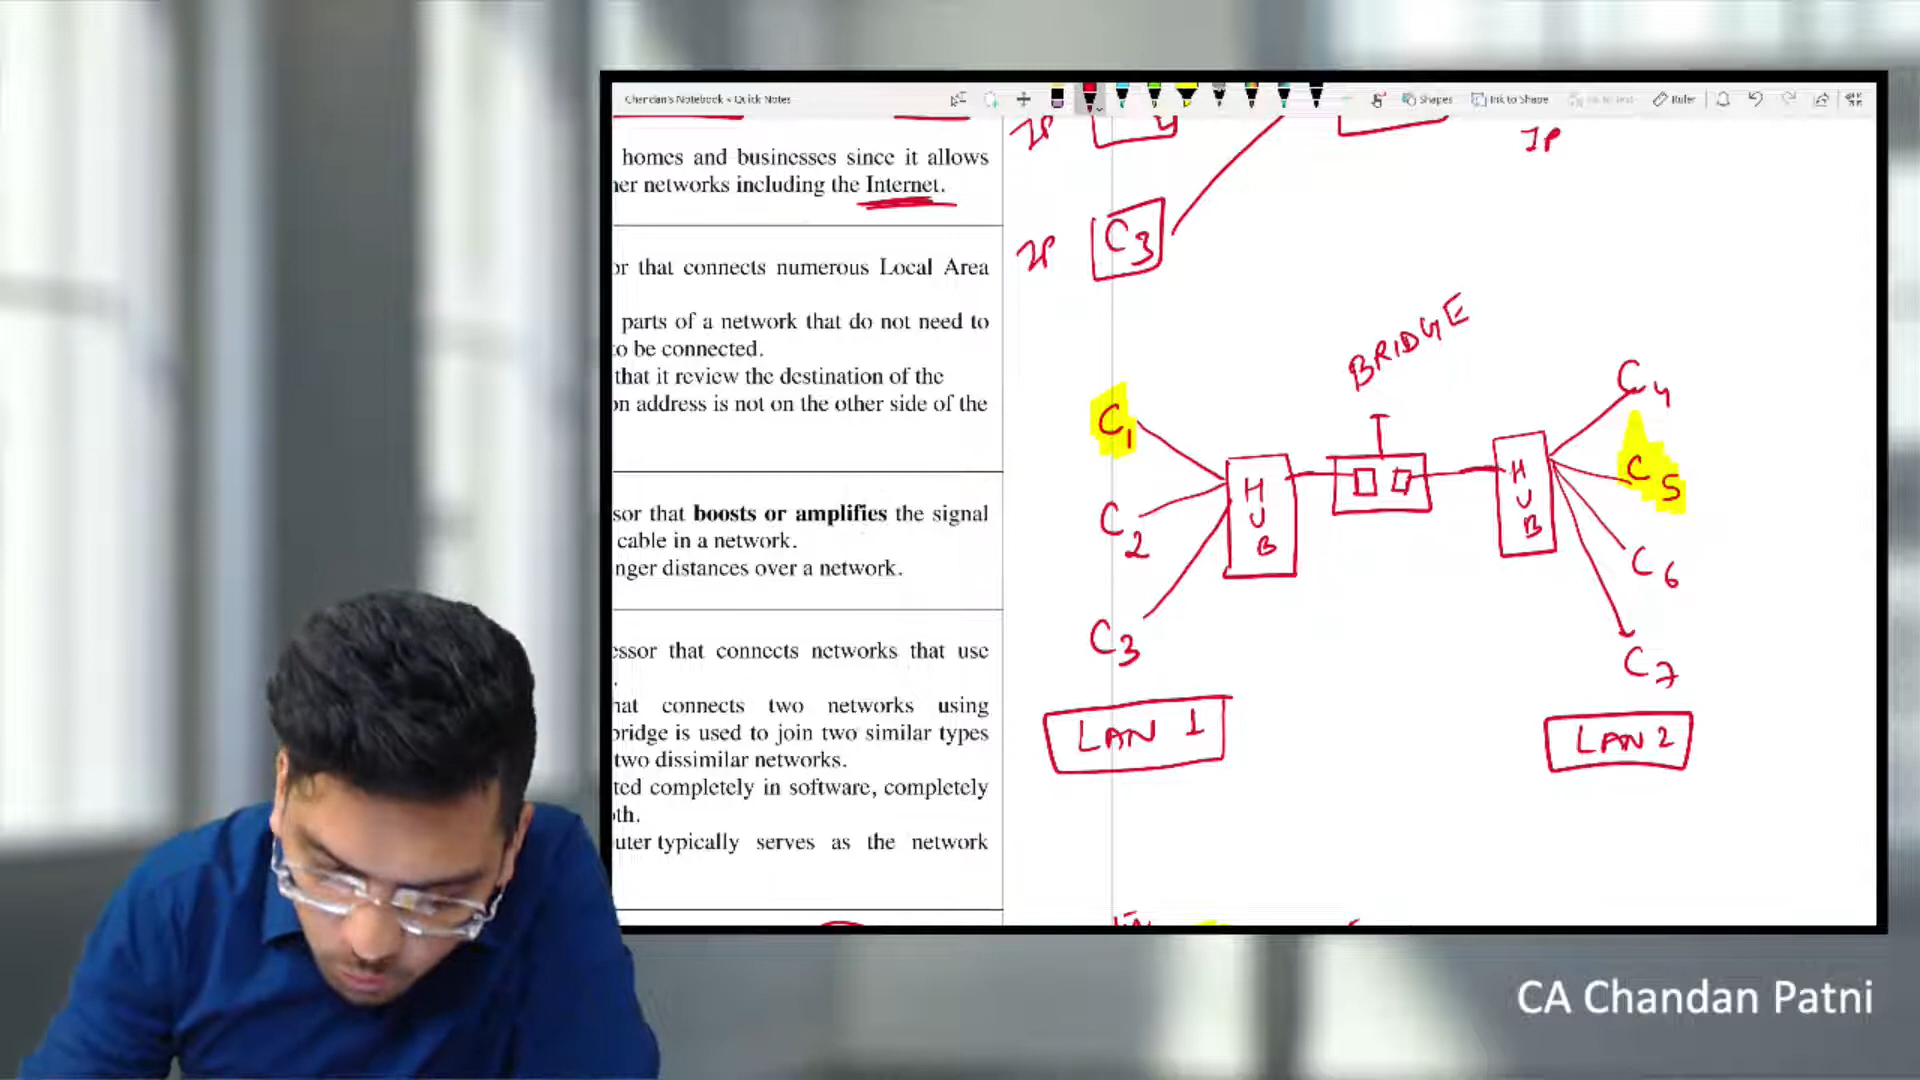 Chandan's Notebook « Quick Notes
Shapes
Ink to Shape
Ink to Text
Ruler
homes and businesses since it allows
her networks including the Internet.
or that connects numerous Local Area
parts of a network that do not need to
to be connected.
that it review the destination of the
on address is not on the other side of the
sor that boosts or amplifies the signal
cable in a network.
nger distances over a network.
essor that connects networks that use
hat connects two networks using
bridge is used to join two similar types
two dissimilar networks.
ted completely in software, completely
oth.
uter typically serves as the network
IP
IP
IP C3
BRIDGE
C1
C2
C3
HUB
HUB
C4
C5
C6
C7
LAN 1
LAN 2
CA Chandan Patni